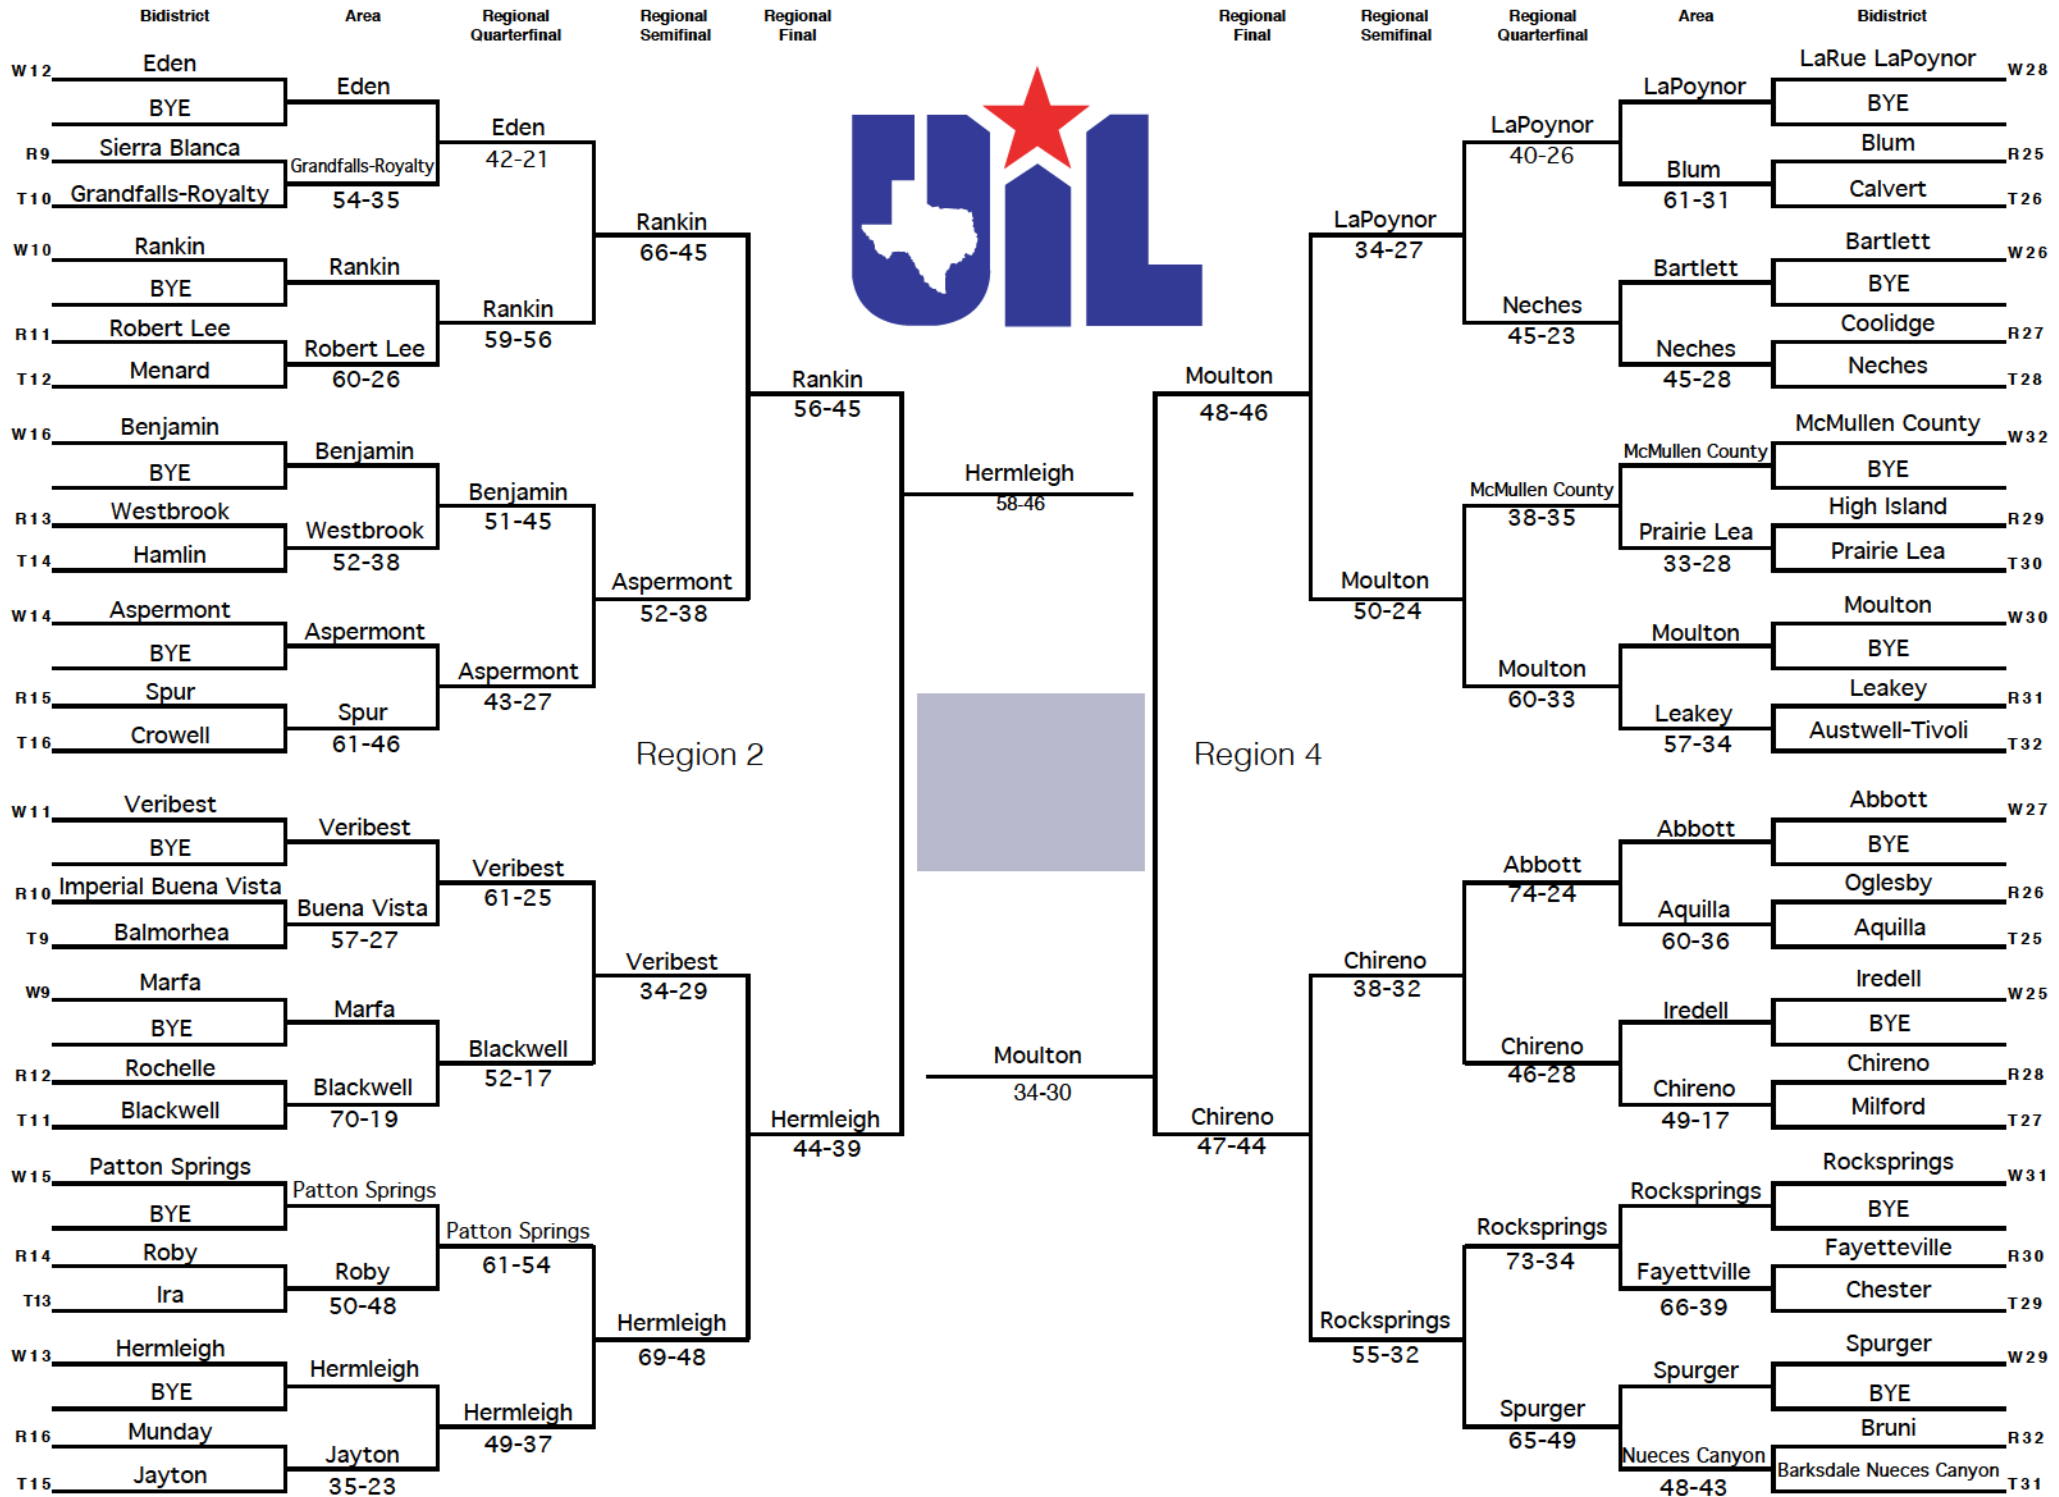 Bidistrict
Area
Regional
Quarterfinal
Regional
Semifinal
Regional
Final
Regional
Final
Regional
Semifinal
Regional
Quarterfinal
Area
Bidistrict
W12
Eden
BYE
R9
Sierra Blanca
T10
Grandfalls-Royalty
W10
Rankin
BYE
R11
Robert Lee
T12
Menard
W16
Benjamin
BYE
R13
Westbrook
T14
Hamlin
W14
Aspermont
BYE
R15
Spur
T16
Crowell
W11
Veribest
BYE
R10
Imperial Buena Vista
T9
Balmorhea
W9
Marfa
BYE
R12
Rochelle
T11
Blackwell
W15
Patton Springs
BYE
R14
Roby
T13
Ira
W13
Hermleigh
BYE
R16
Munday
T15
Jayton
Eden
Grandfalls-Royalty
54-35
Rankin
Robert Lee
60-26
Benjamin
Westbrook
52-38
Aspermont
Spur
61-46
Veribest
Buena Vista
57-27
Marfa
Blackwell
70-19
Patton Springs
Roby
50-48
Hermleigh
Jayton
35-23
Eden
42-21
Rankin
59-56
Benjamin
51-45
Aspermont
43-27
Veribest
61-25
Blackwell
52-17
Patton Springs
61-54
Hermleigh
49-37
Rankin
66-45
Aspermont
52-38
Region 2
Veribest
34-29
Hermleigh
69-48
Rankin
56-45
Hermleigh
44-39
UIL
Hermleigh
58-46
Moulton
34-30
Moulton
48-46
Region 4
Chireno
47-44
LaPoynor
34-27
Moulton
50-24
Chireno
38-32
Rocksprings
55-32
LaPoynor
40-26
Neches
45-23
McMullen County
38-35
Moulton
60-33
Abbott
74-24
Chireno
46-28
Rocksprings
73-34
Spurger
65-49
LaPoynor
Blum
61-31
Bartlett
Neches
45-28
McMullen County
Prairie Lea
33-28
Moulton
Leakey
57-34
Abbott
Aquilla
60-36
Iredell
Chireno
49-17
Rocksprings
Fayettville
66-39
Spurger
Nueces Canyon
48-43
LaRue LaPoynor
W28
BYE
Blum
R25
Calvert
T26
Bartlett
W26
BYE
Coolidge
R27
Neches
T28
McMullen County
W32
BYE
High Island
R29
Prairie Lea
T30
Moulton
W30
BYE
Leakey
R31
Austwell-Tivoli
T32
Abbott
W27
BYE
Oglesby
R26
Aquilla
T25
Iredell
W25
BYE
Chireno
R28
Milford
T27
Rocksprings
W31
BYE
Fayetteville
R30
Chester
T29
Spurger
W29
BYE
Bruni
R32
Barksdale Nueces Canyon
T31